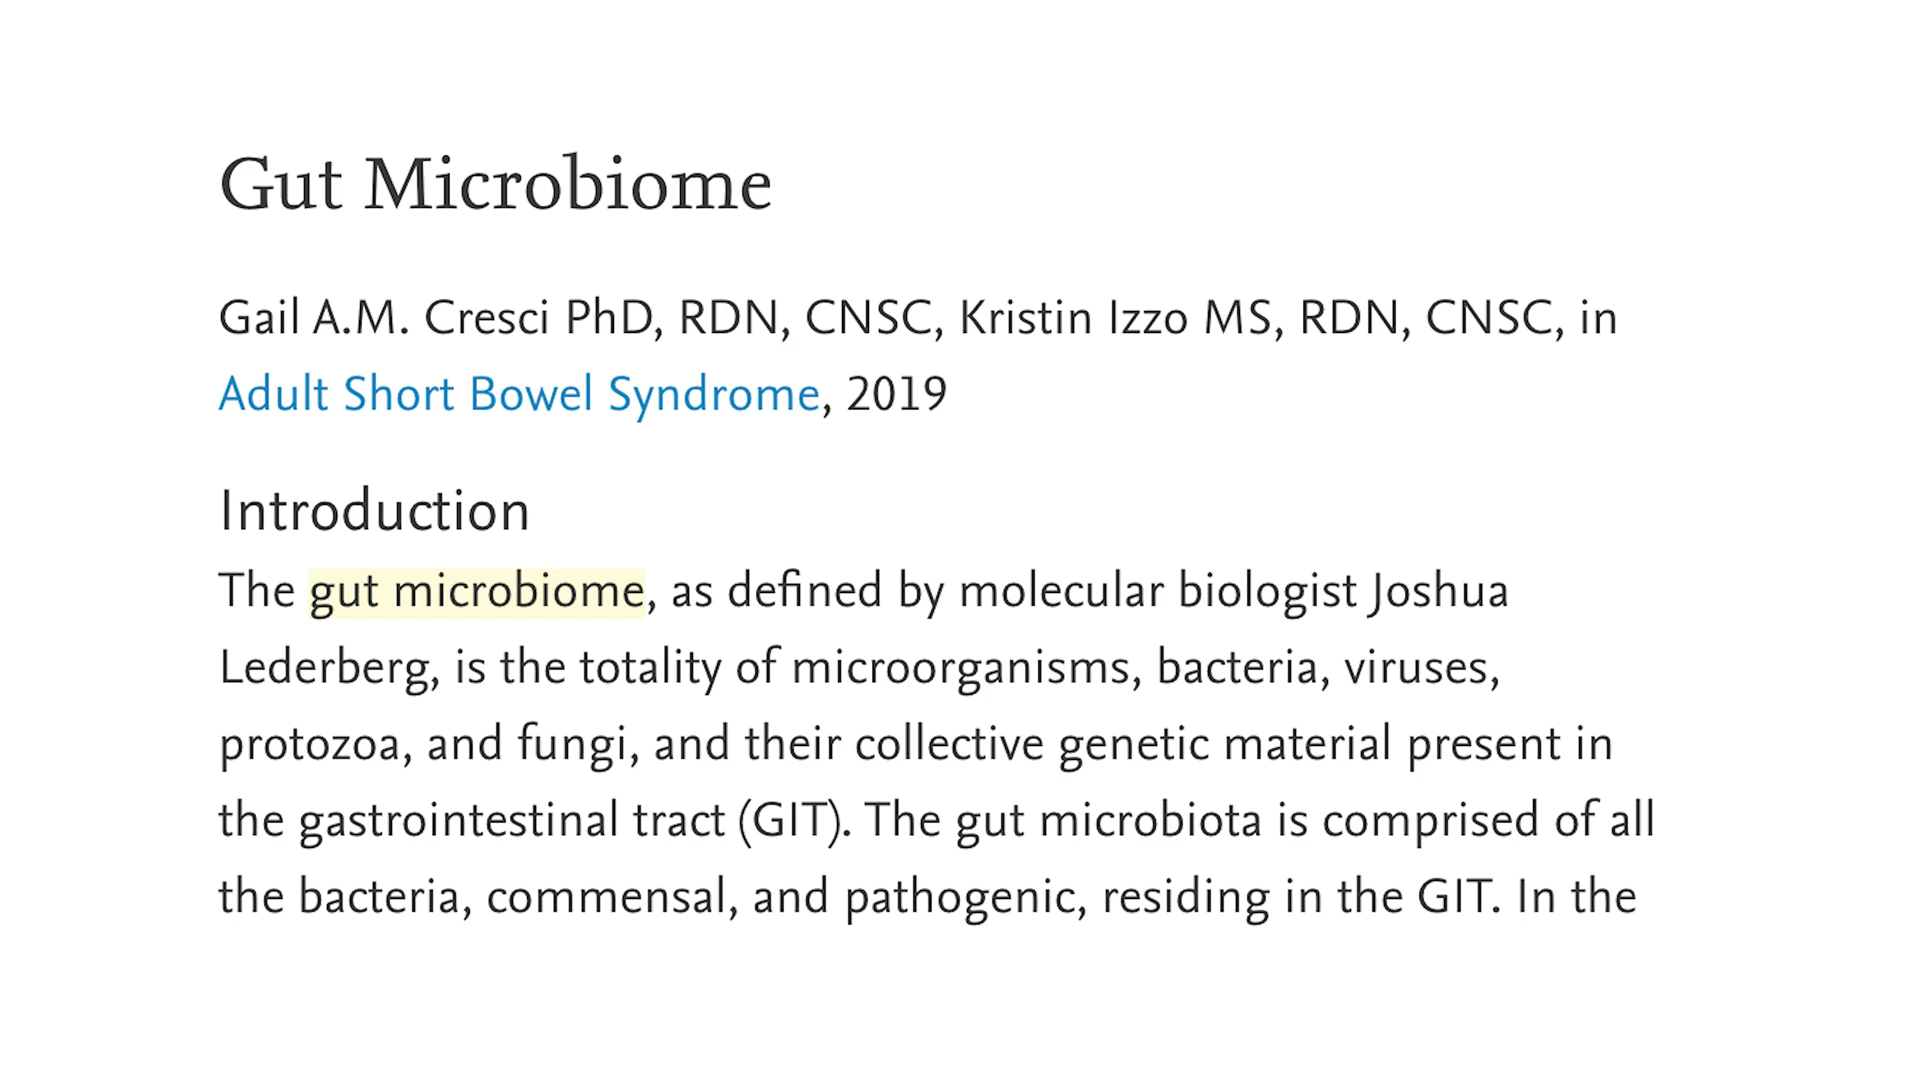 Gut Microbiome
Gail A.M. Cresci PhD, RDN, CNSC, Kristin Izzo MS, RDN, CNSC, in
Adult Short Bowel Syndrome, 2019
Introduction
The gut microbiome, as defined by molecular biologist Joshua
Lederberg, is the totality of microorganisms, bacteria, viruses,
protozoa, and fungi, and their collective genetic material present in
the gastrointestinal tract (GIT). The gut microbiota is comprised of all
the bacteria, commensal, and pathogenic, residing in the GIT. In the